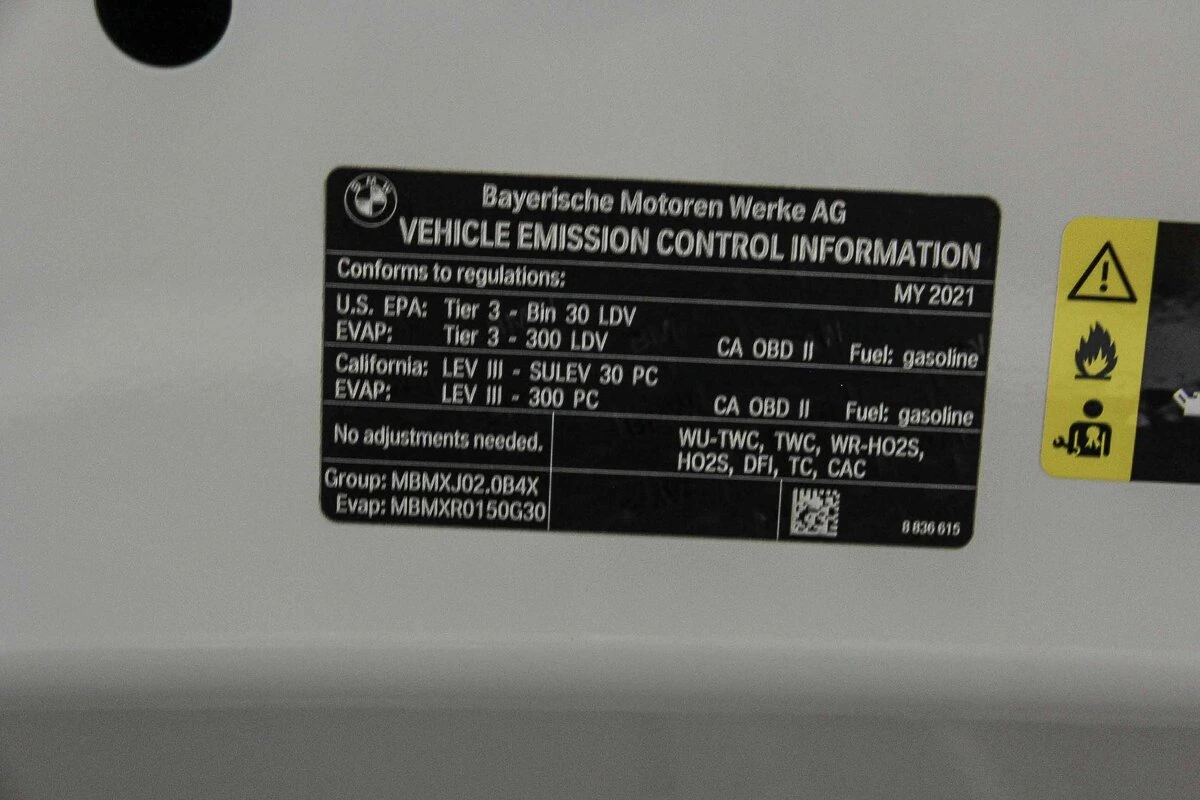 BMW
Bayerische Motoren Werke AG
VEHICLE EMISSION CONTROL INFORMATION
Conforms to regulations:
MY 2021
U.S. EPA: Tier 3 - Bin 30 LDV
EVAP: Tier 3 - 300 LDV CA OBD II Fuel: gasoline
California: LEV III - SULEV 30 PC
EVAP: LEV III - 300 PC CA OBD II Fuel: gasoline
No adjustments needed.
WU-TWC, TWC, WR-HO2S,
HO2S, DFI, TC, CAC
Group: MBMXJ02.0B4X
Evap: MBMXR0150G30
8 836 615